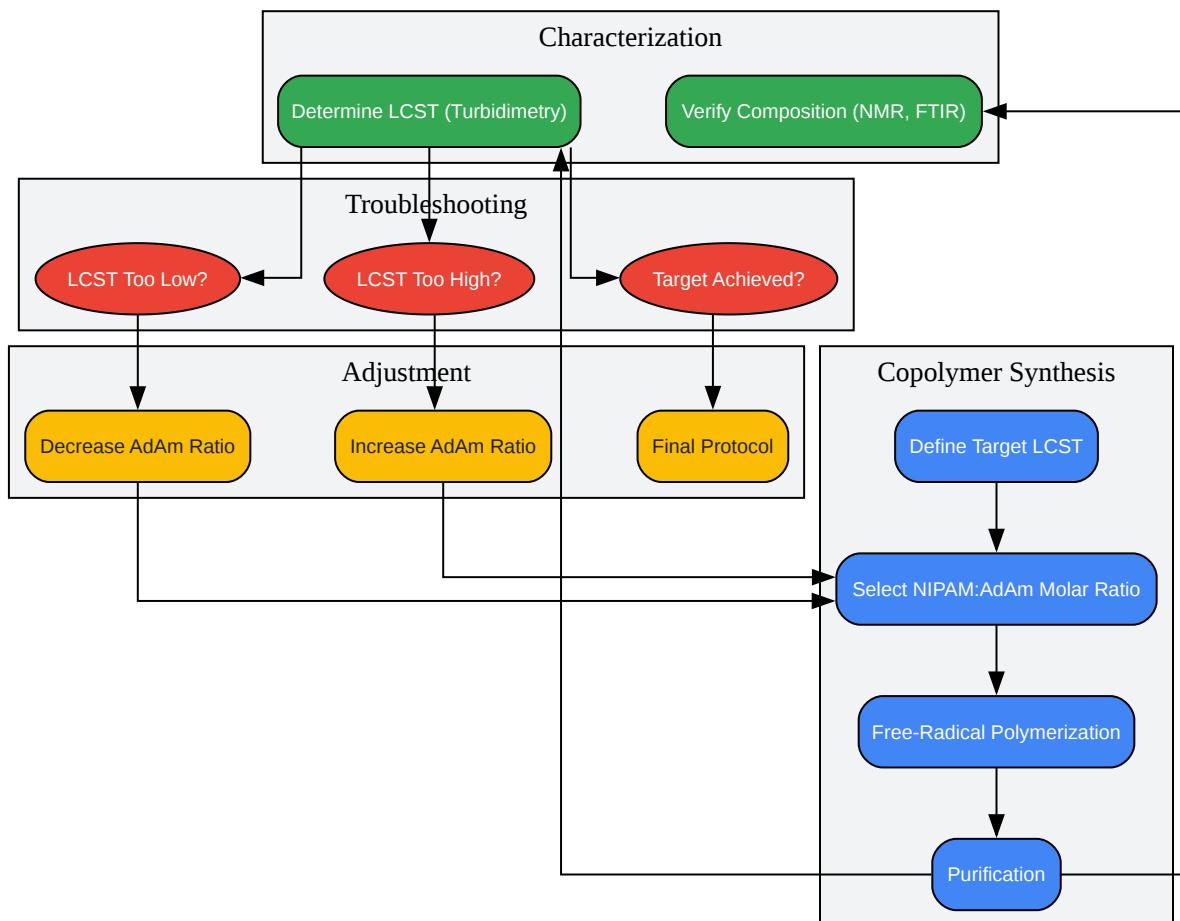 Characterization
Determine LCST (Turbidimetry)
Verify Composition (NMR, FTIR)
Troubleshooting
LCST Too Low?
LCST Too High?
Target Achieved?
Adjustment
Decrease AdAm Ratio
Increase AdAm Ratio
Final Protocol
Copolymer Synthesis
Define Target LCST
Select NIPAM:AdAm Molar Ratio
Free-Radical Polymerization
Purification